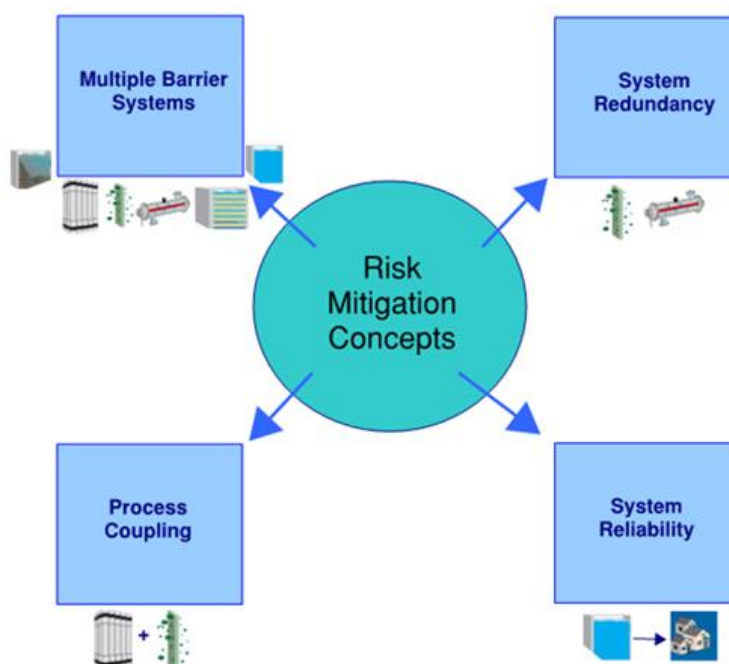 Multiple Barrier
Systems
System
Redundancy
Risk
Mitigation
Concepts
Process
Coupling
System
Reliability
+